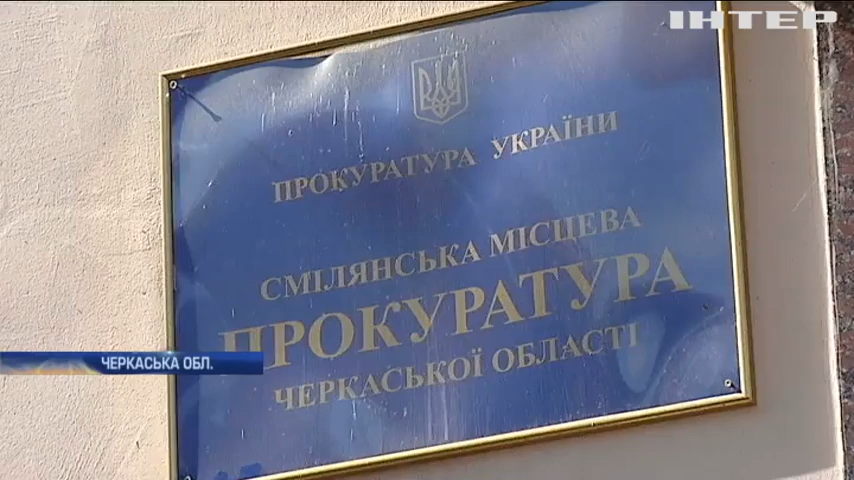 ІНТЕР
ПРОКУРАТУРА УКРАЇНИ
СМІЛЯНСЬКА МІСЦЕВА
ПРОКУРАТУРА
ЧЕРКАСЬКА ОБЛ.
ЧЕРКАСЬКОЇ ОБЛАСТІ